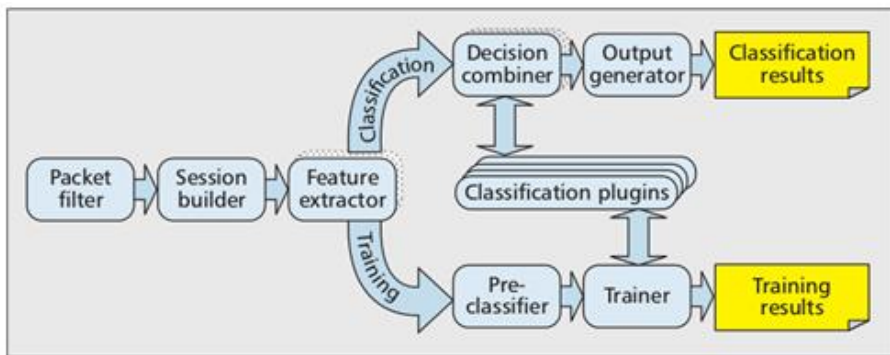 Packet
filter
Session
builder
Feature
extractor
Classification
Decision
combiner
Output
generator
Classification
results
Classification plugins
Training
Pre-
classifier
Trainer
Training
results